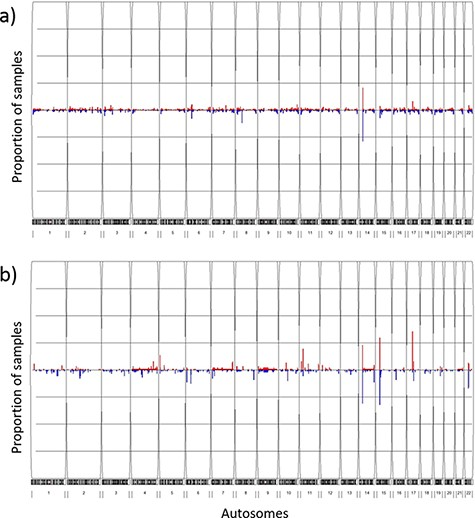 a)
Proportion of samples
1 2 3 4 5 6 7 8 9 10 11 12 13 14 15 16 17 18 19 20 21 22
b)
Proportion of samples
1 2 3 4 5 6 7 8 9 10 11 12 13 14 15 16 17 18 19 20 21 22
Autosomes